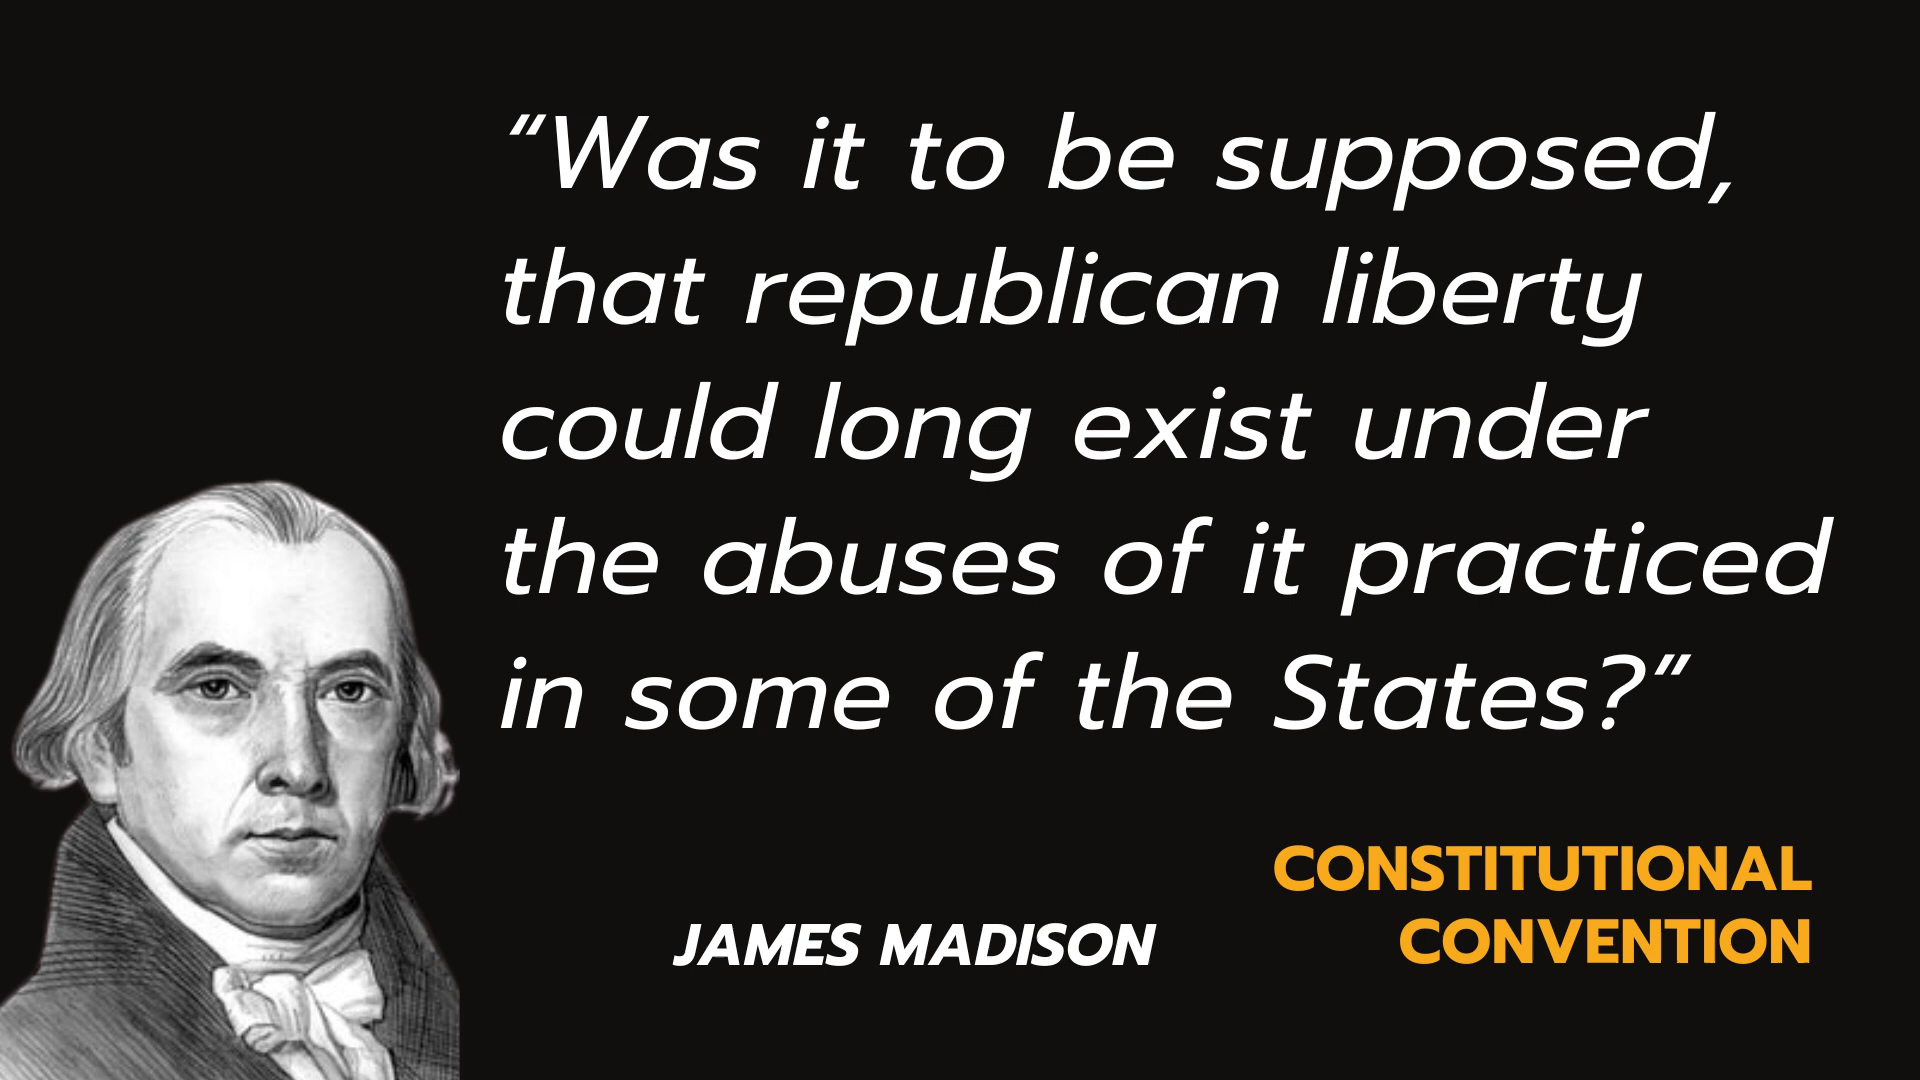 “Was it to be supposed,
that republican liberty
could long exist under
the abuses of it practiced
in some of the States?”
JAMES MADISON
CONSTITUTIONAL
CONVENTION